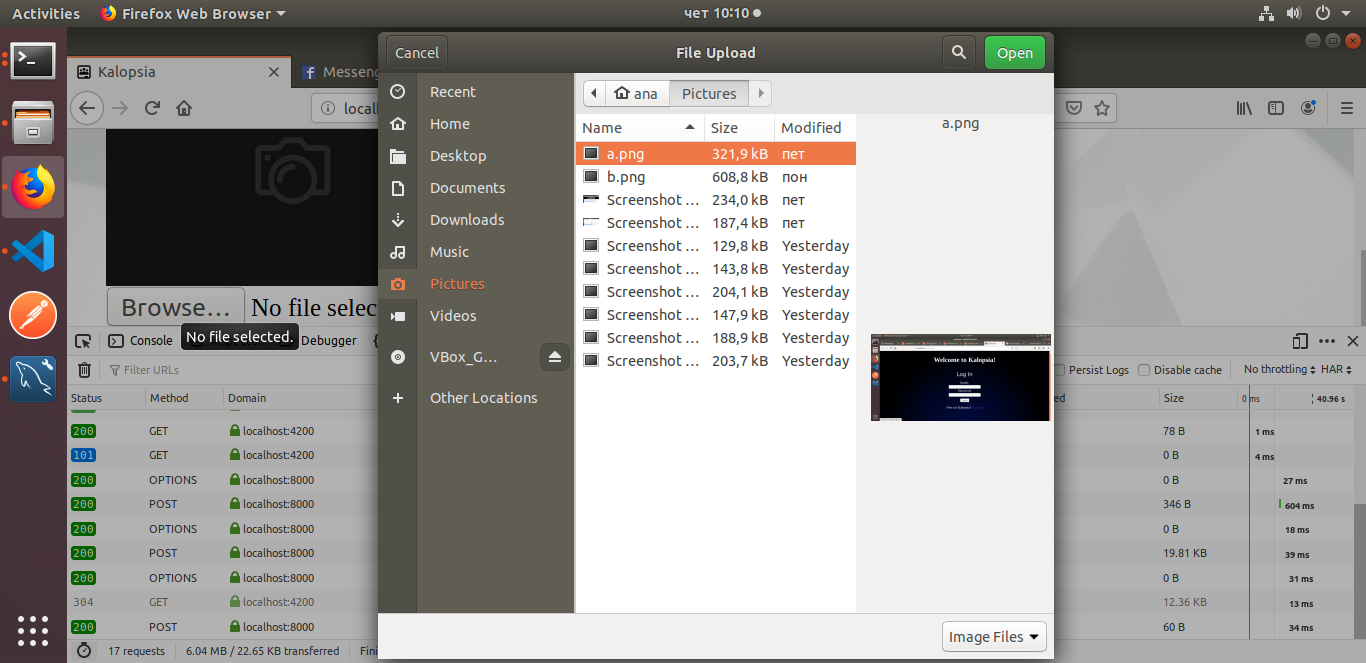 Activities Firefox Web Browser чет 10:10
Cancel File Upload Open
Kalopsia
Messeng
locall
Recent
Home
Desktop
Documents
Downloads
Music
Pictures
Videos
VBox_G...
Other Locations
ana Pictures
Name Size Modified
a.png 321,9 kB пет
b.png 608,8 kB пон
Screenshot ... 234,0 kB пет
Screenshot ... 187,4 kB пет
Screenshot ... 129,8 kB Yesterday
Screenshot ... 143,8 kB Yesterday
Screenshot ... 204,1 kB Yesterday
Screenshot ... 147,9 kB Yesterday
Screenshot ... 188,9 kB Yesterday
Screenshot ... 203,7 kB Yesterday
a.png
Welcome to Kalopsia!
Log In
Image Files
Browse... No file selec
No file selected.
Console Debugger {
Filter URLs Persist Logs Disable cache No throttling HAR
Status Method Domain ed Size 0 ms 40.96 s
200 GET localhost:4200 78 B 1 ms
101 GET localhost:4200 0 B 4 ms
200 OPTIONS localhost:8000 0 B 27 ms
200 POST localhost:8000 346 B 604 ms
200 OPTIONS localhost:8000 0 B 18 ms
200 POST localhost:8000 19.81 KB 39 ms
200 OPTIONS localhost:8000 0 B 31 ms
304 GET localhost:4200 12.36 KB 13 ms
200 POST localhost:8000 60 B 34 ms
17 requests 6.04 MB / 22.65 KB transferred Fini